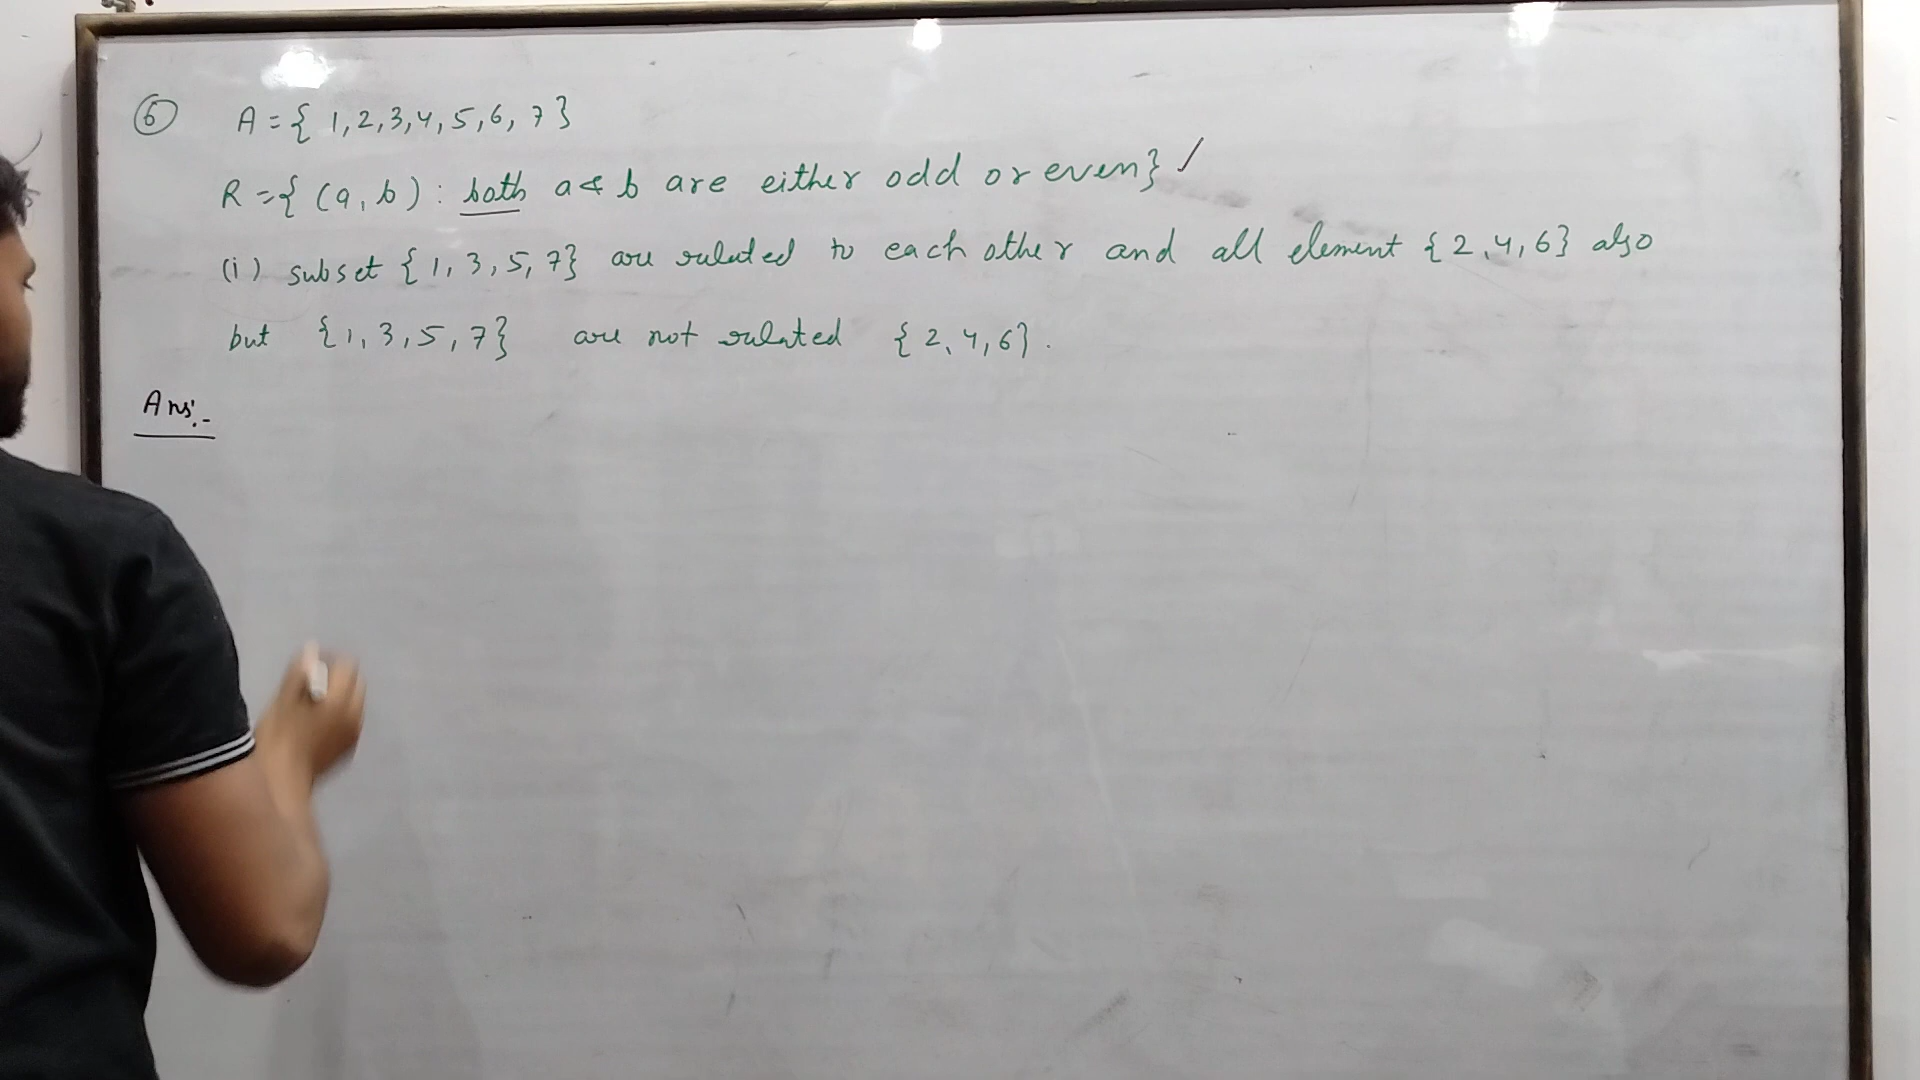 ⑥ A = { 1, 2, 3, 4, 5, 6, 7 }
R = { (a, b) : both a & b are either odd or even} /
(i) subset { 1, 3, 5, 7} are related to each other and all element { 2, 4, 6} also
but { 1, 3, 5, 7} are not related { 2, 4, 6} .
Ans:-